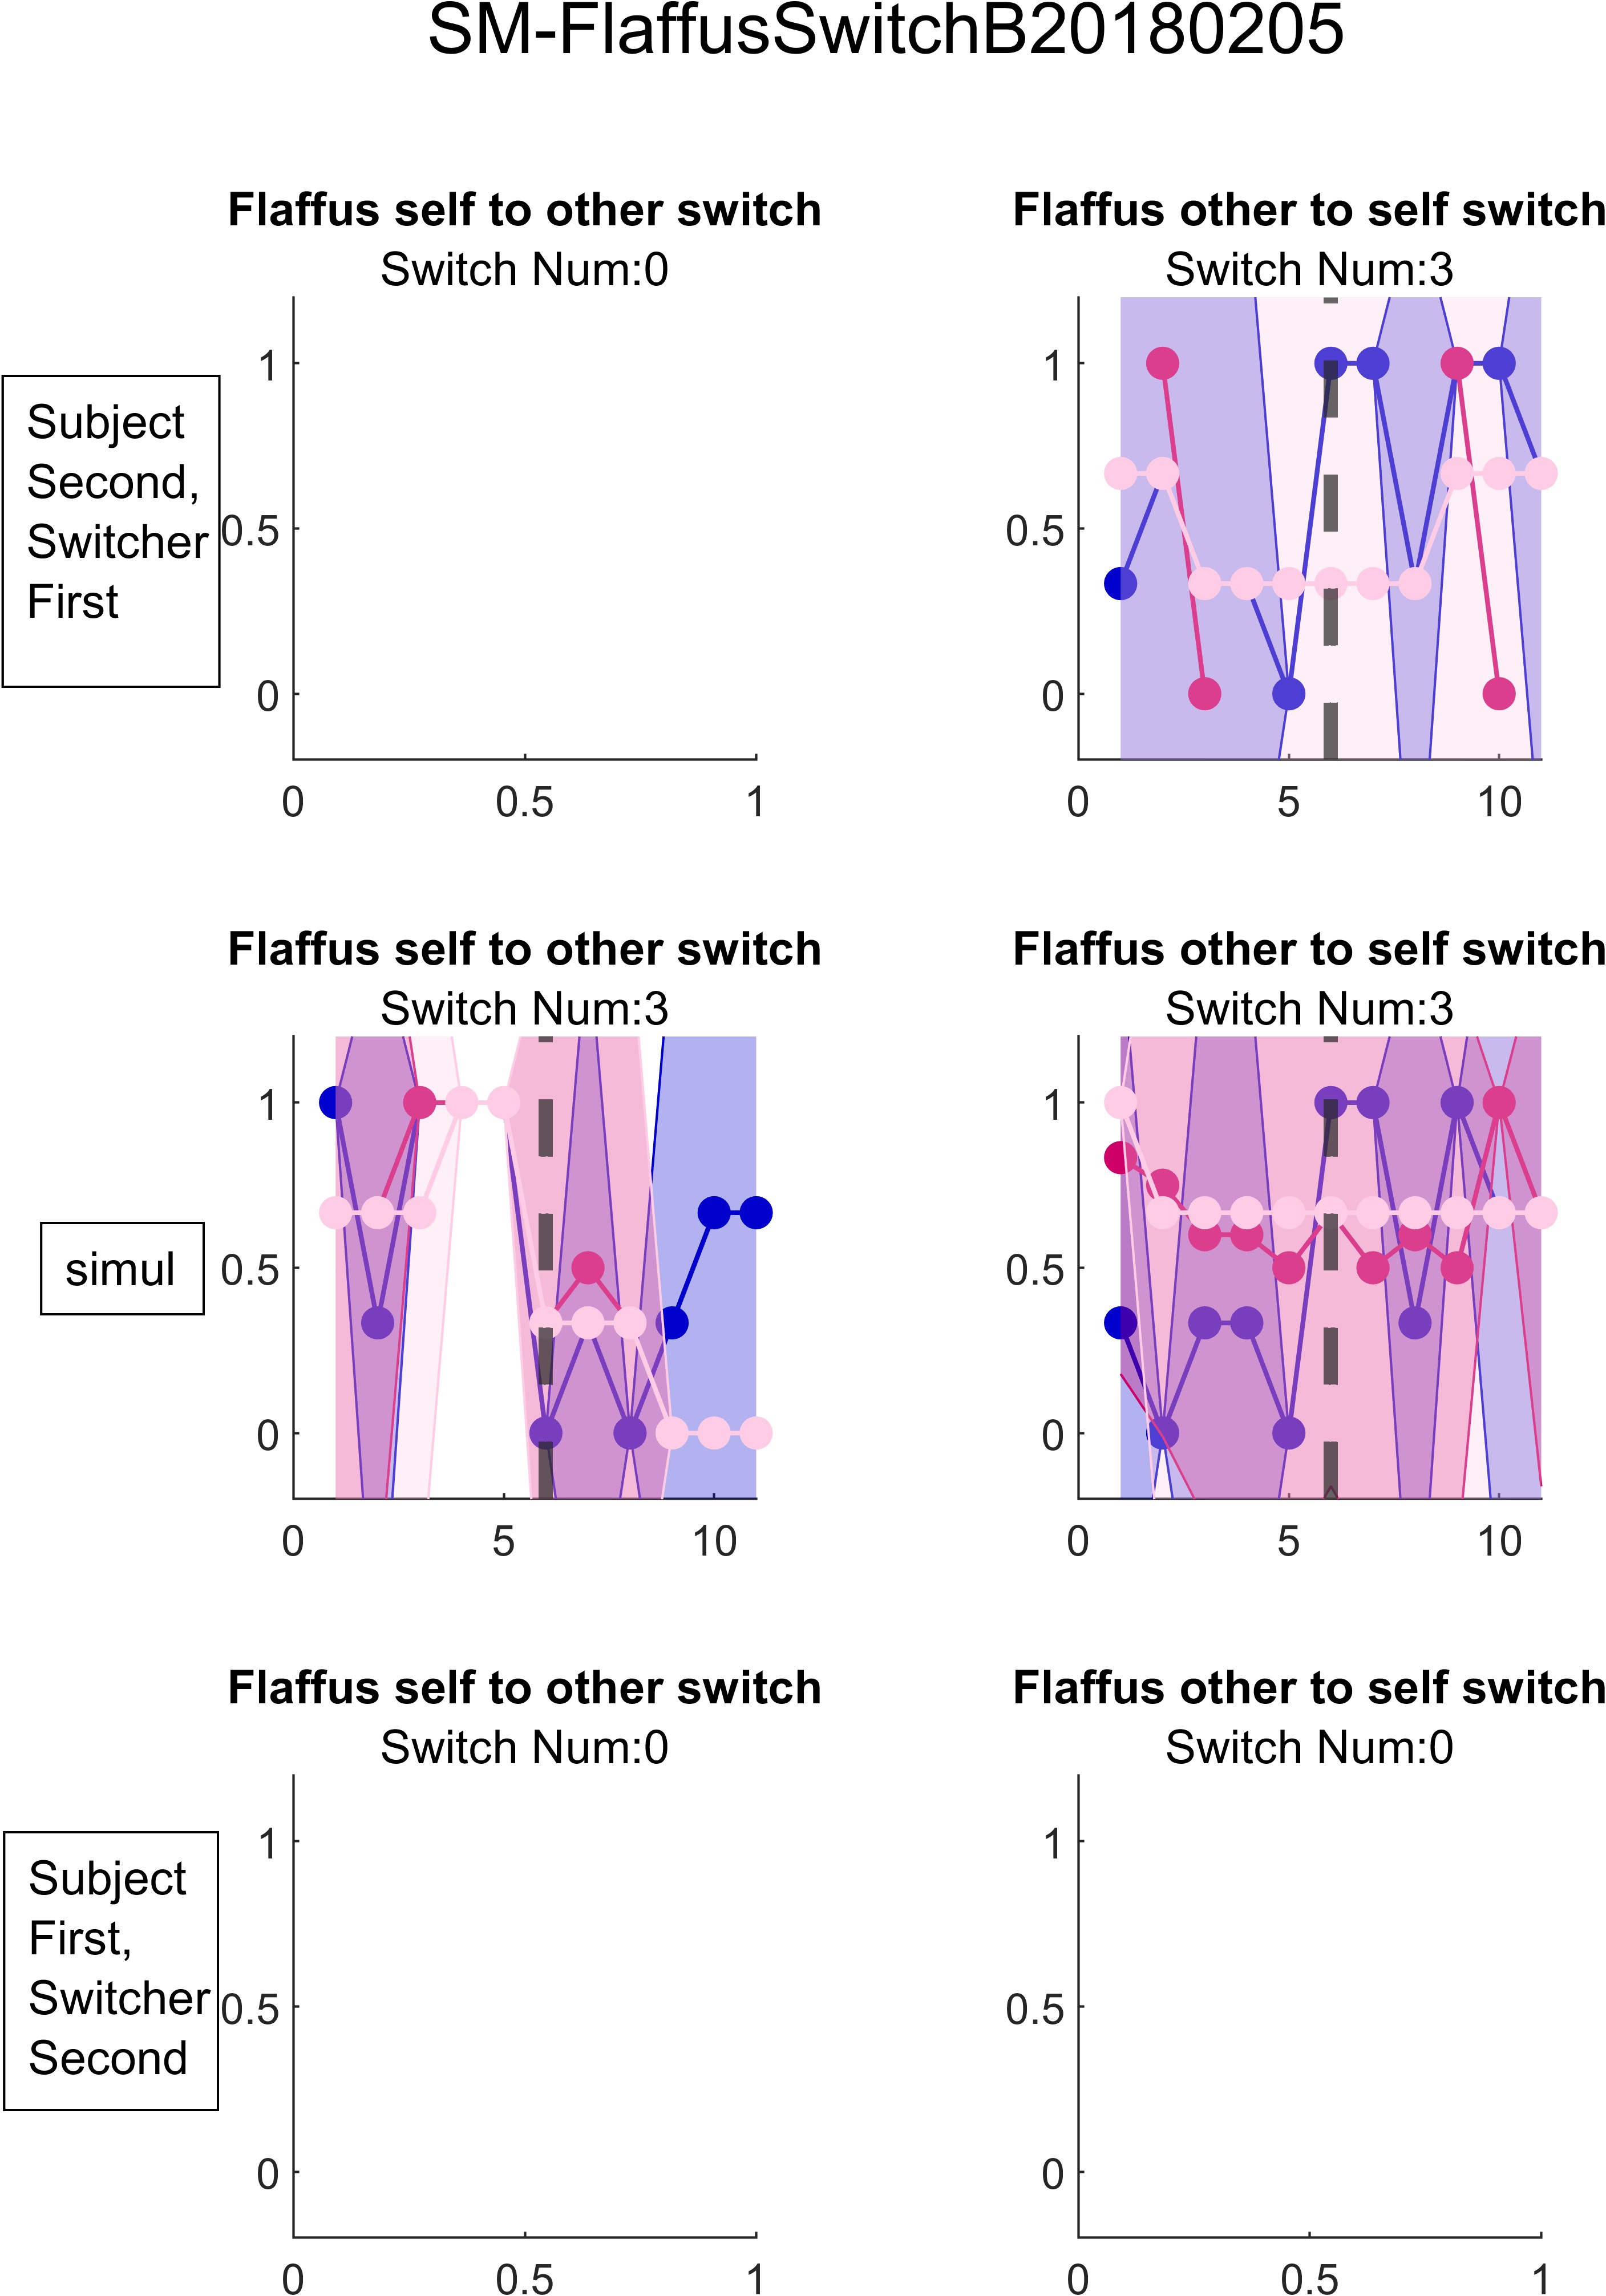 SM-FlaffusSwitchB20180205
Flaffus self to other switch
Switch Num:0
Flaffus other to self switch
Switch Num:3
Subject
Second,
Switcher
First
1
0.5
0
0
0.5
1
1
0.5
0
0
5
10
Flaffus self to other switch
Switch Num:3
Flaffus other to self switch
Switch Num:3
simul
1
0.5
0
0
5
10
1
0.5
0
0
5
10
Flaffus self to other switch
Switch Num:0
Flaffus other to self switch
Switch Num:0
Subject
First,
Switcher
Second
1
0.5
0
0
0.5
1
1
0.5
0
0
0.5
1